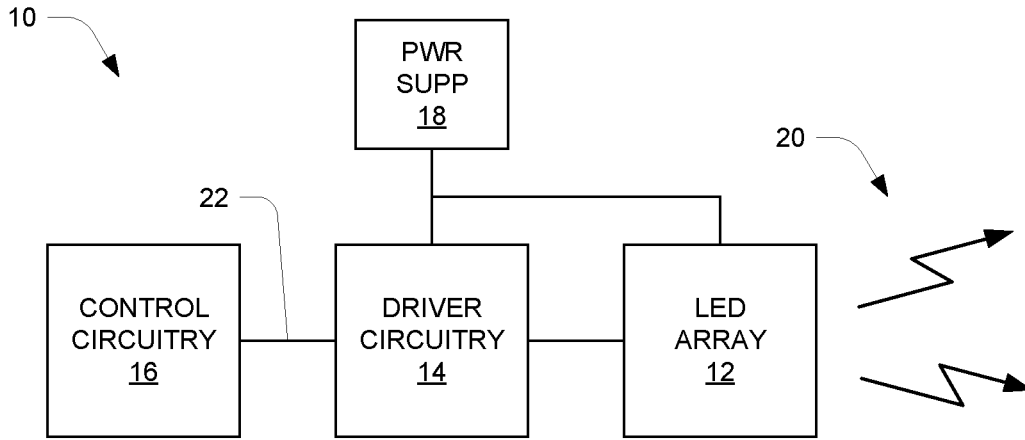 10
PWR
SUPP
18
20
22
CONTROL
CIRCUITRY
16
DRIVER
CIRCUITRY
14
LED
ARRAY
12